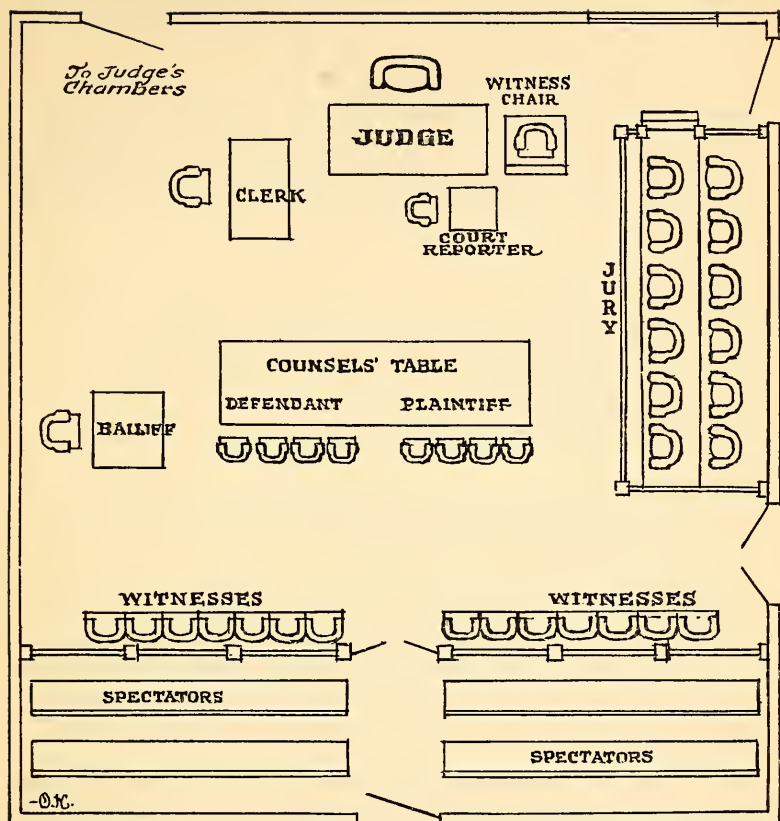 To Judge's
Chambers
WITNESS
CHAIR
JUDGE
CLERK
COURT
REPORTER
JURY
COUNSELS' TABLE
DEFENDANT PLAINTIFF
BAILIFF
WITNESSES WITNESSES
SPECTATORS
SPECTATORS
-O.K.